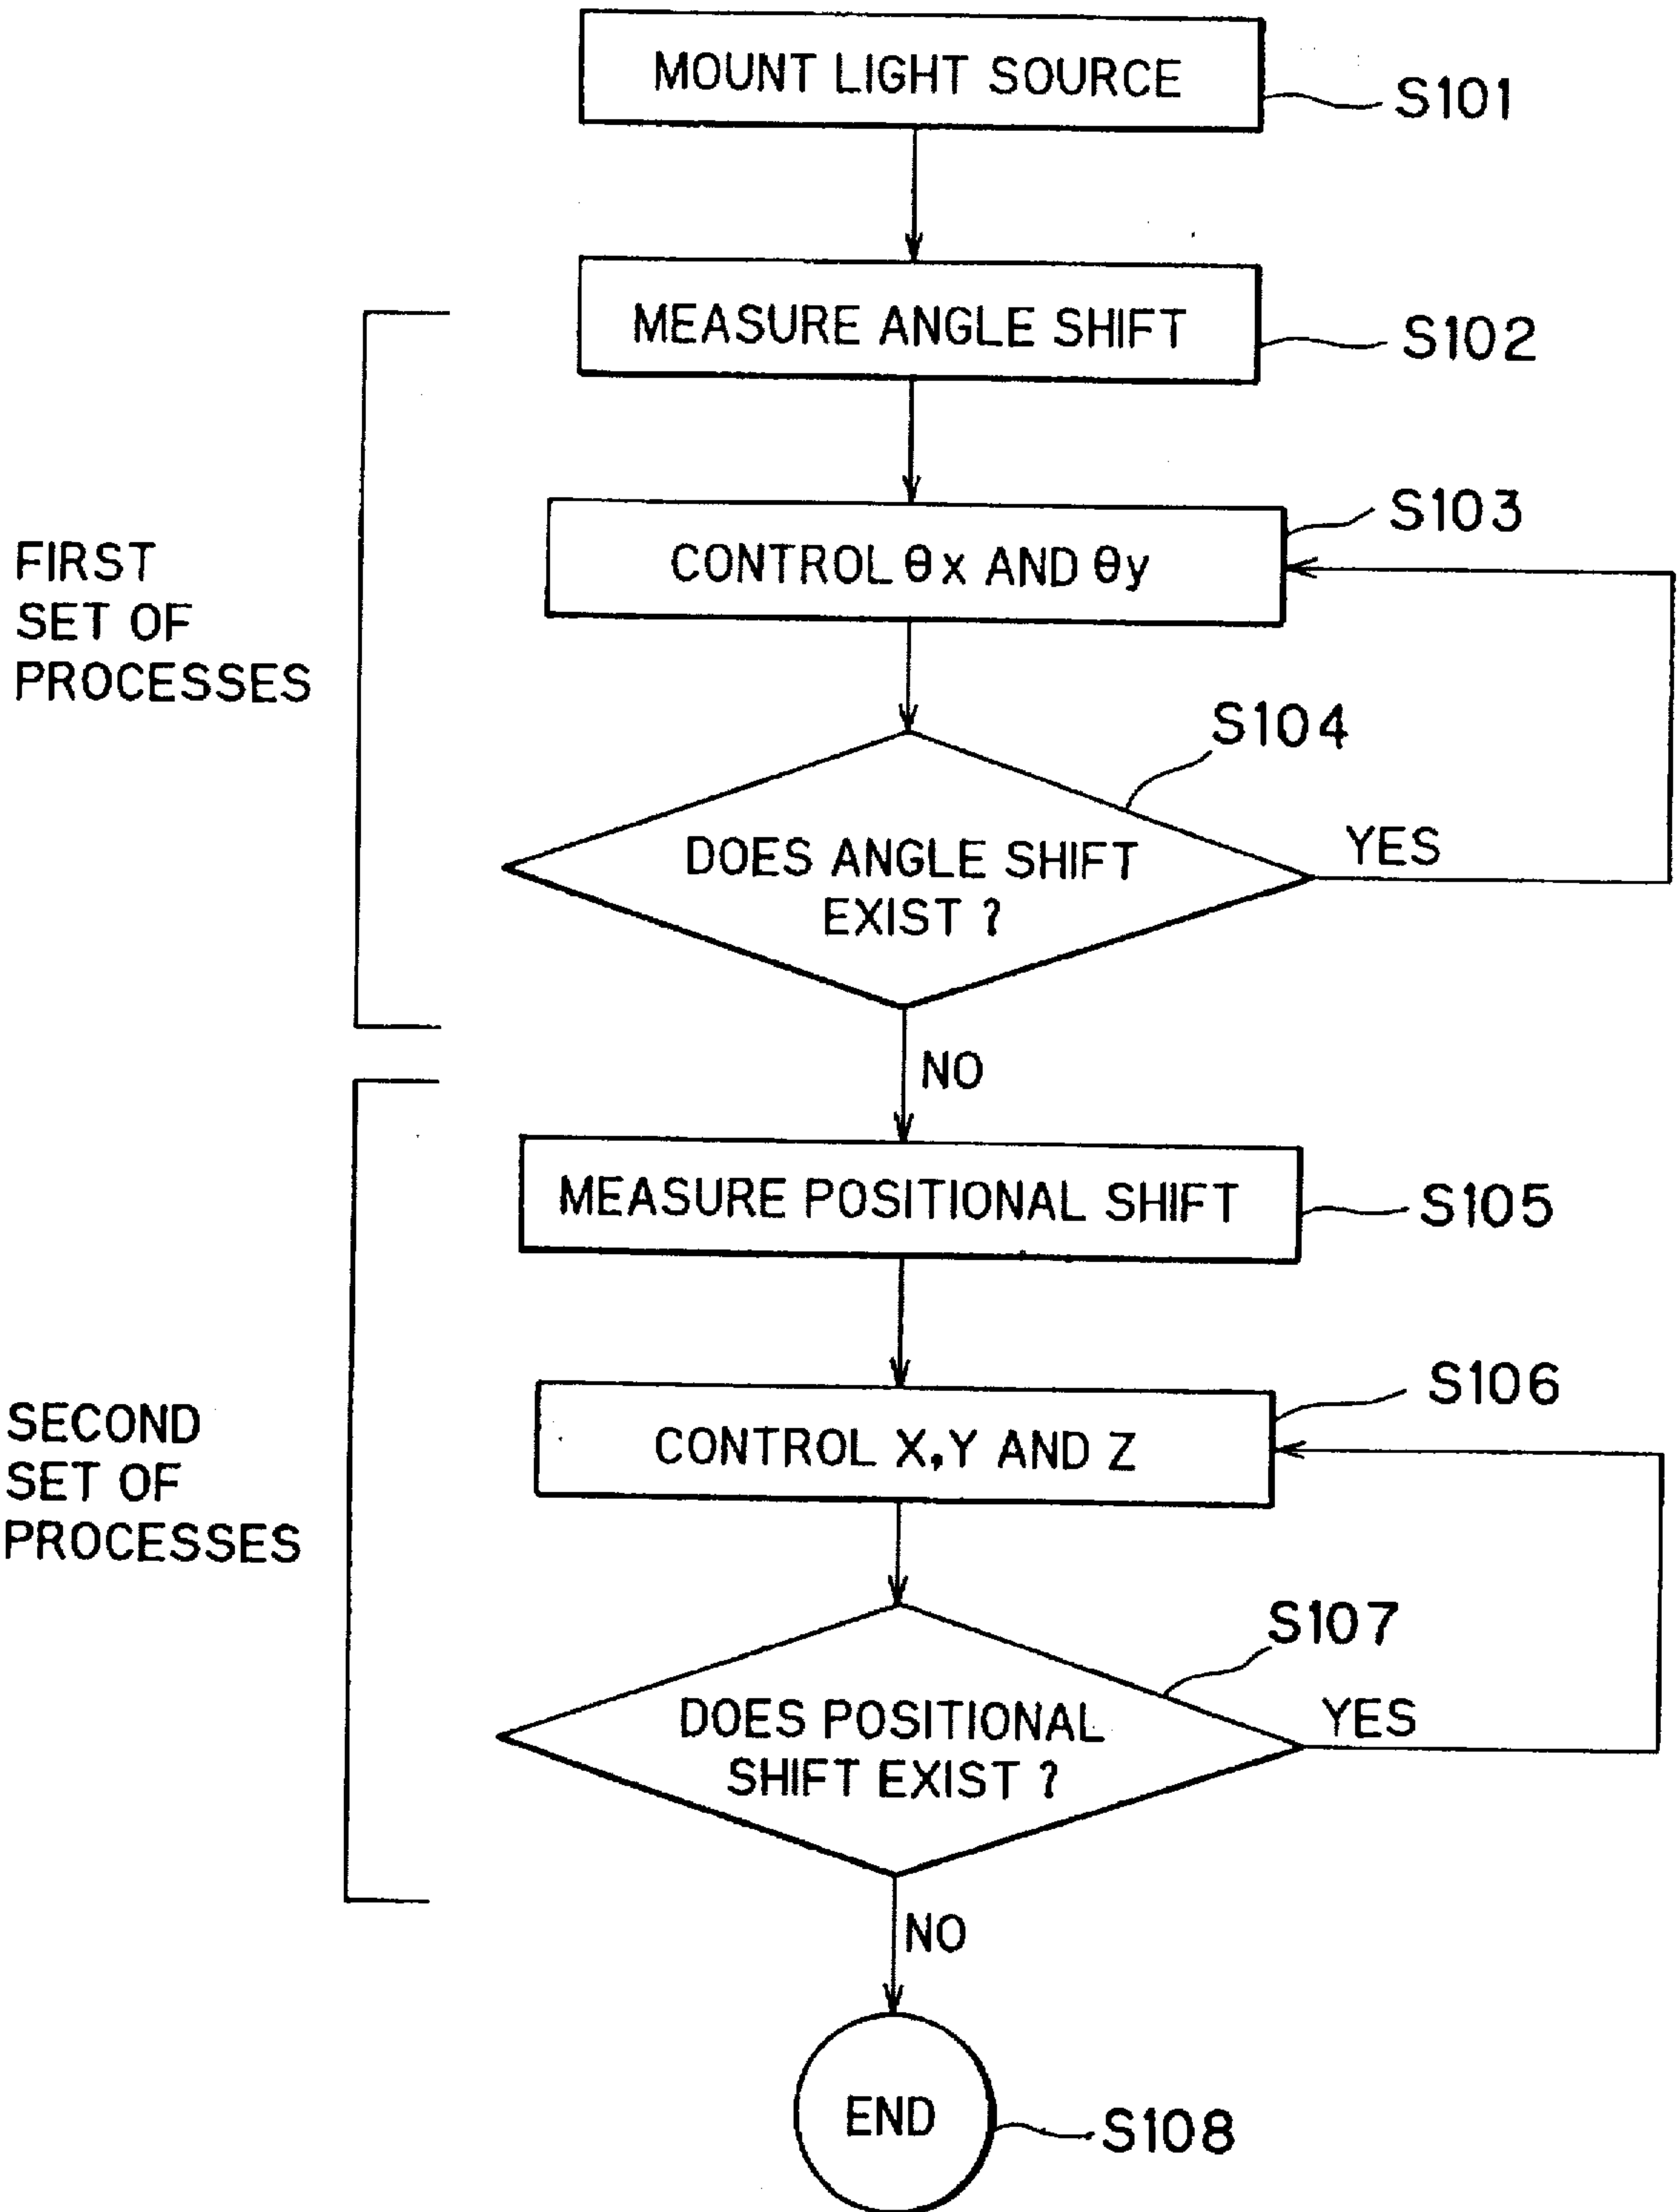 MOUNT LIGHT SOURCE
S101
MEASURE ANGLE SHIFT
S102
FIRST
SET OF
PROCESSES
CONTROL θx AND θy
S103
S104
DOES ANGLE SHIFT
EXIST ?
YES
NO
MEASURE POSITIONAL SHIFT
S105
SECOND
SET OF
PROCESSES
CONTROL X,Y AND Z
S106
S107
DOES POSITIONAL
SHIFT EXIST ?
YES
NO
END
S108